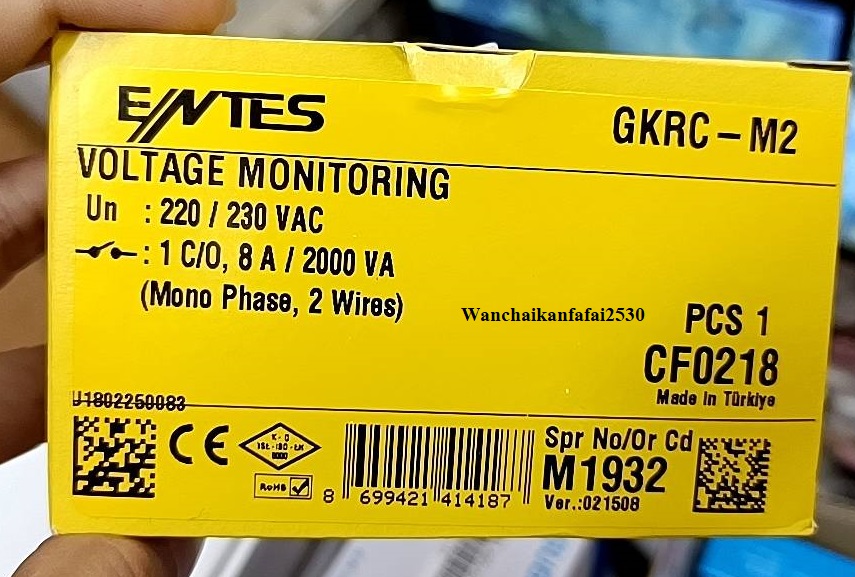 ENTES
GKRC-M2
VOLTAGE MONITORING
Un : 220 / 230 VAC
: 1 C/O, 8 A / 2000 VA
(Mono Phase, 2 Wires)
Wanchaikanfafai2530
PCS 1
CF0218
Made In Türkiye
J1802250083
CE
RoHS
8 699421 414187
Spr No/Or Cd
M1932
Ver.:021508